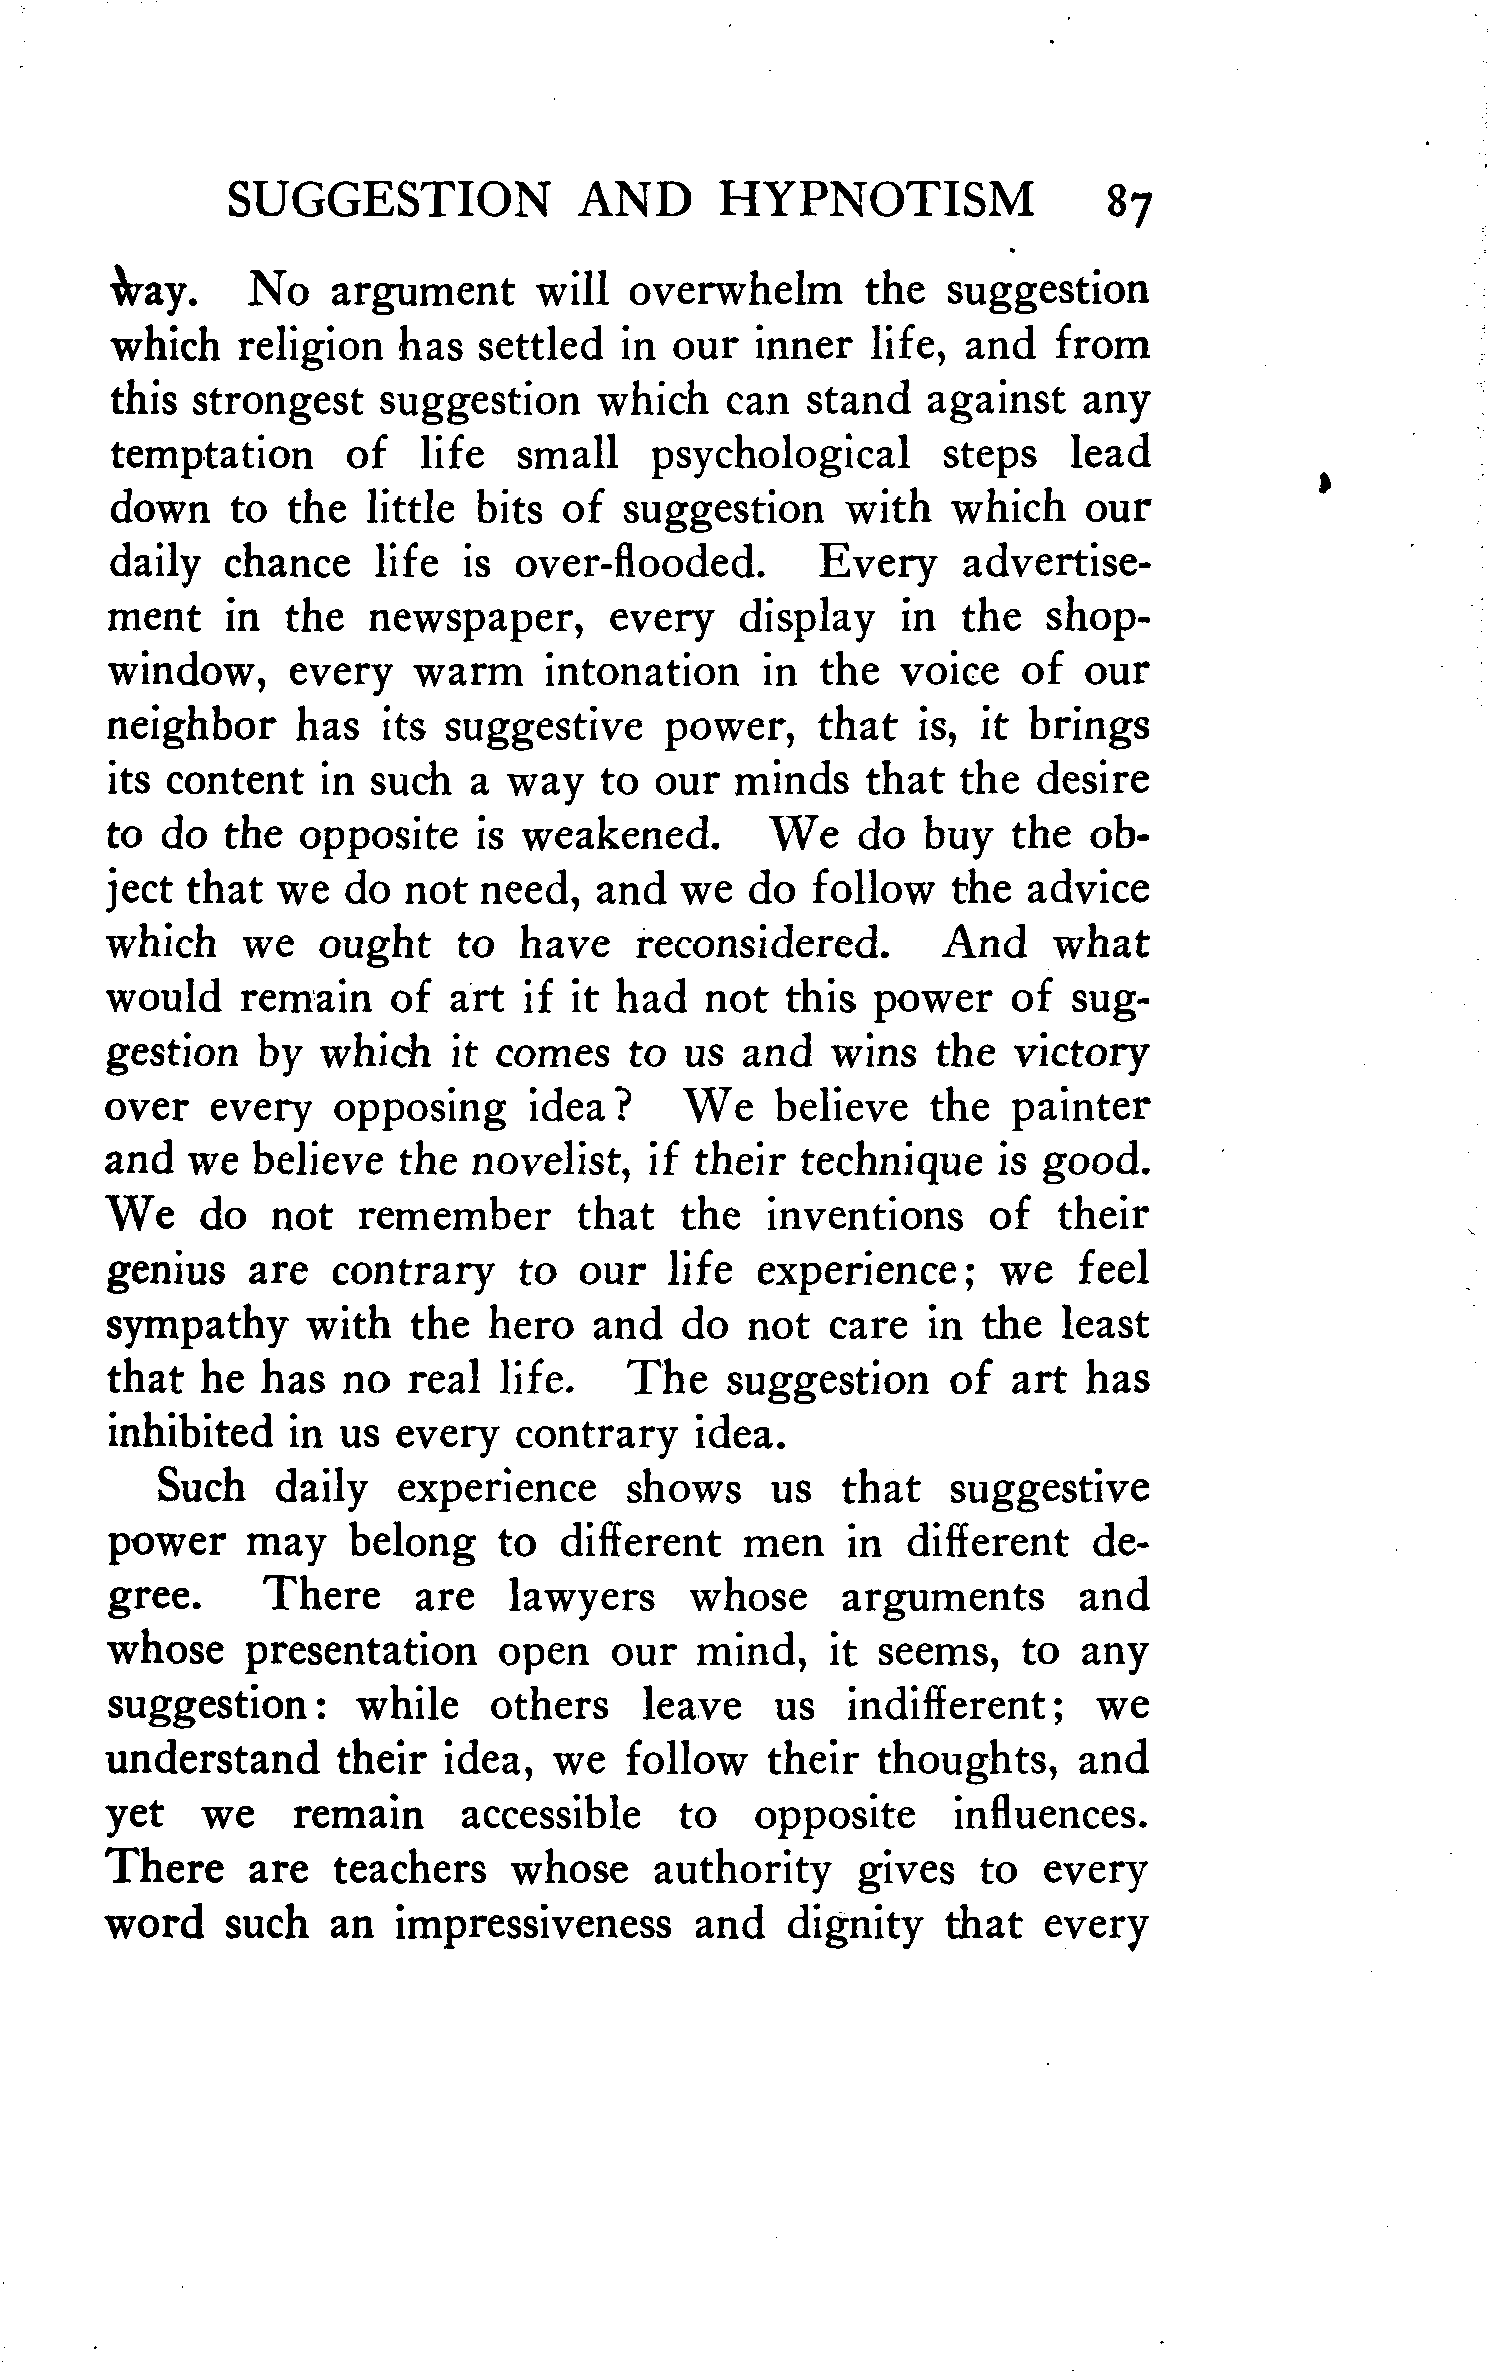 SUGGESTION AND HYPNOTISM 87
way. No argument will overwhelm the suggestion
which religion has settled in our inner life, and from
this strongest suggestion which can stand against any
temptation of life small psychological steps lead
down to the little bits of suggestion with which our
daily chance life is over-flooded. Every advertise-
ment in the newspaper, every display in the shop-
window, every warm intonation in the voice of our
neighbor has its suggestive power, that is, it brings
its content in such a way to our minds that the desire
to do the opposite is weakened. We do buy the ob-
ject that we do not need, and we do follow the advice
which we ought to have reconsidered. And what
would remain of art if it had not this power of sug-
gestion by which it comes to us and wins the victory
over every opposing idea? We believe the painter
and we believe the novelist, if their technique is good.
We do not remember that the inventions of their
genius are contrary to our life experience; we feel
sympathy with the hero and do not care in the least
that he has no real life. The suggestion of art has
inhibited in us every contrary idea.
Such daily experience shows us that suggestive
power may belong to different men in different de-
gree. There are lawyers whose arguments and
whose presentation open our mind, it seems, to any
suggestion: while others leave us indifferent; we
understand their idea, we follow their thoughts, and
yet we remain accessible to opposite influences.
There are teachers whose authority gives to every
word such an impressiveness and dignity that every